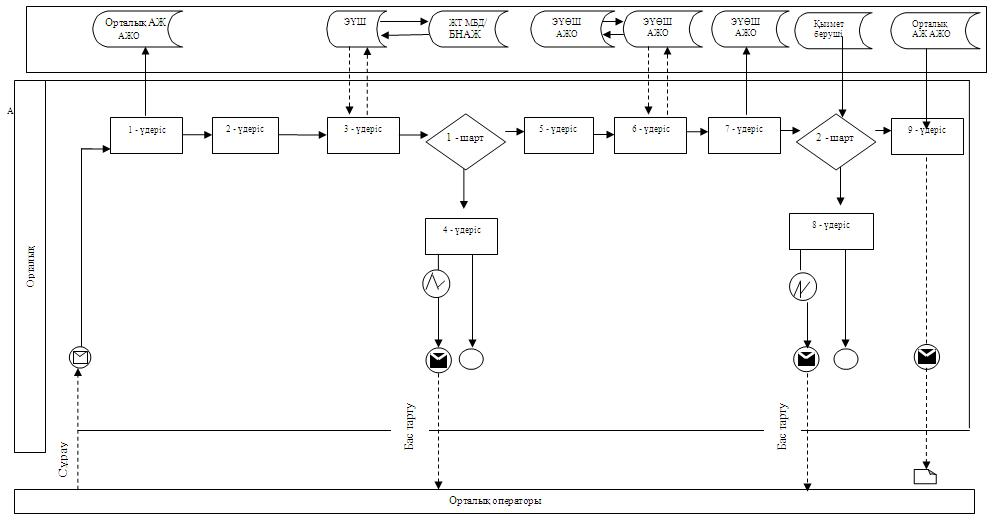 Орталық АЖ
АЖО
ЭҮШ
ЖТ МБД/
БНАЖ
ЭҮӨШ
АЖО
ЭҮӨШ
АЖО
ЭҮӨШ
АЖО
Қызмет
беруші
Орталық
АЖ АЖО
А
1 - үдеріс
2 - үдеріс
3 - үдеріс
1 - шарт
5 - үдеріс
6 - үдеріс
7 - үдеріс
2 - шарт
9 - үдеріс
4 - үдеріс
8 - үдеріс
Орталық
Сұрау
Бас тарту
Бас тарту
Орталық операторы